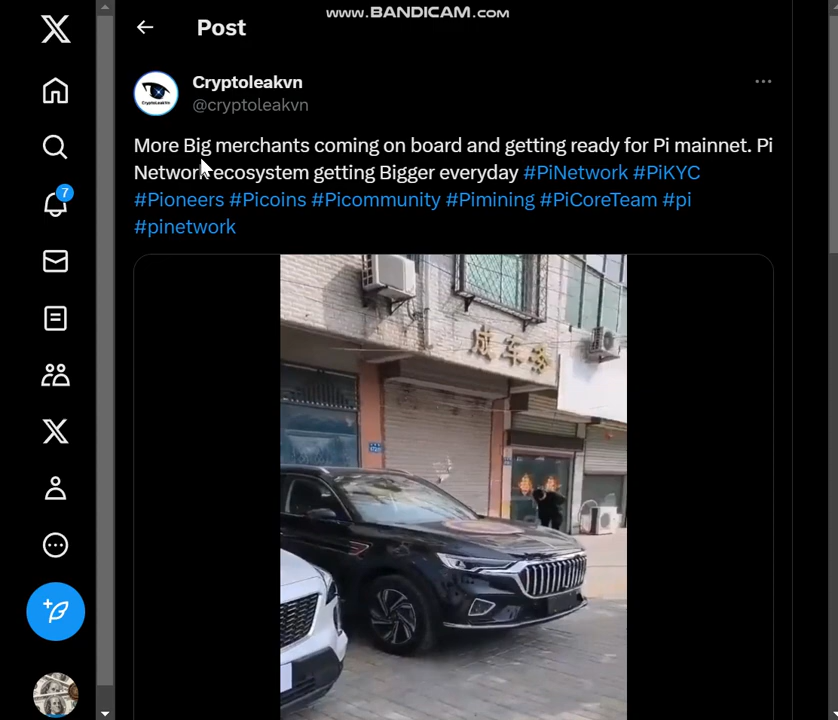 www.BANDICAM.com
Post
Cryptoleakvn
@cryptoleakvn
More Big merchants coming on board and getting ready for Pi mainnet. Pi
Network ecosystem getting Bigger everyday #PiNetwork #PiKYC
#Pioneers #Picoins #Picommunity #Pimining #PiCoreTeam #pi
#pinetwork
7
CryptoLeakVn